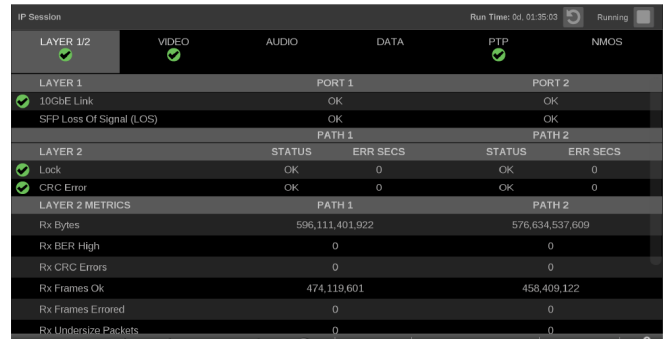 IP Session Run Time: 0d, 01:35:03 Running
LAYER 1/2 VIDEO AUDIO DATA PTP NMOS
LAYER 1 PORT 1 PORT 2
10GbE Link OK OK
SFP Loss Of Signal (LOS) OK OK
PATH 1 PATH 2
LAYER 2 STATUS ERR SECS STATUS ERR SECS
Lock OK 0 OK 0
CRC Error OK 0 OK 0
LAYER 2 METRICS PATH 1 PATH 2
Rx Bytes 596,111,401,922 576,634,537,609
Rx BER High 0 0
Rx CRC Errors 0 0
Rx Frames Ok 474,119,601 458,409,122
Rx Frames Errored 0 0
Rx Undersize Packets 0 0